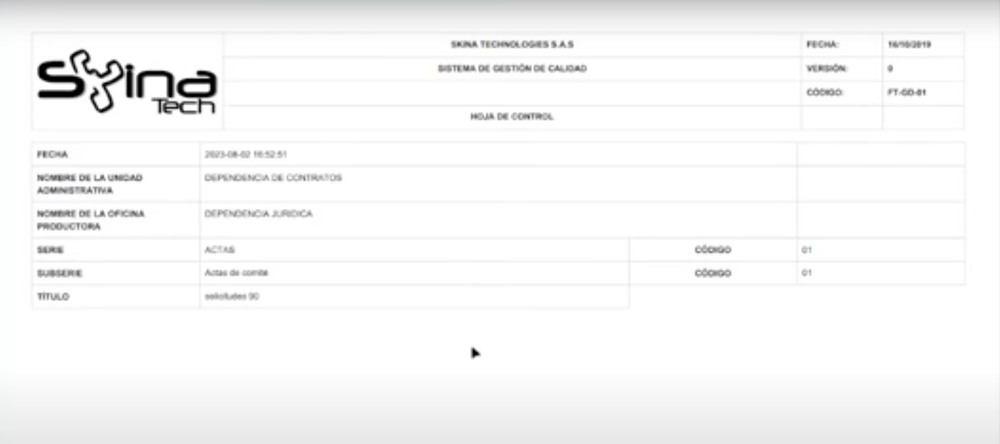 Skina
Tech
SKINA TECHNOLOGIES S.A.S
FECHA:
16/10/2019
SISTEMA DE GESTIÓN DE CALIDAD
VERSIÓN:
0
CÓDIGO:
FT-GD-01
HOJA DE CONTROL
FECHA
2023-08-02 16:52:51
NOMBRE DE LA UNIDAD
ADMINISTRATIVA
DEPENDENCIA DE CONTRATOS
NOMBRE DE LA OFICINA
PRODUCTORA
DEPENDENCIA JURIDICA
SERIE
ACTAS
CÓDIGO
01
SUBSERIE
Actas de comité
CÓDIGO
01
TÍTULO
solicitudes 90